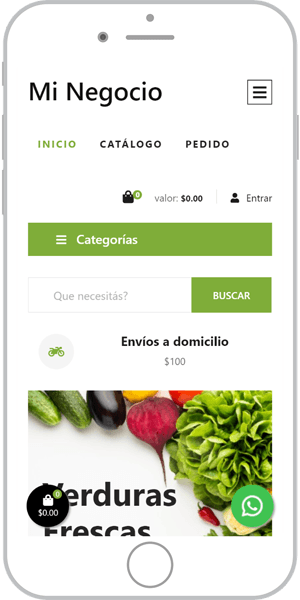 Mi Negocio
INICIO CATÁLOGO PEDIDO
0 valor: $0.00 Entrar
Categorías
Que necesitás? BUSCAR
Envíos a domicilio
$100
Verduras
Frescas
0
$0.00